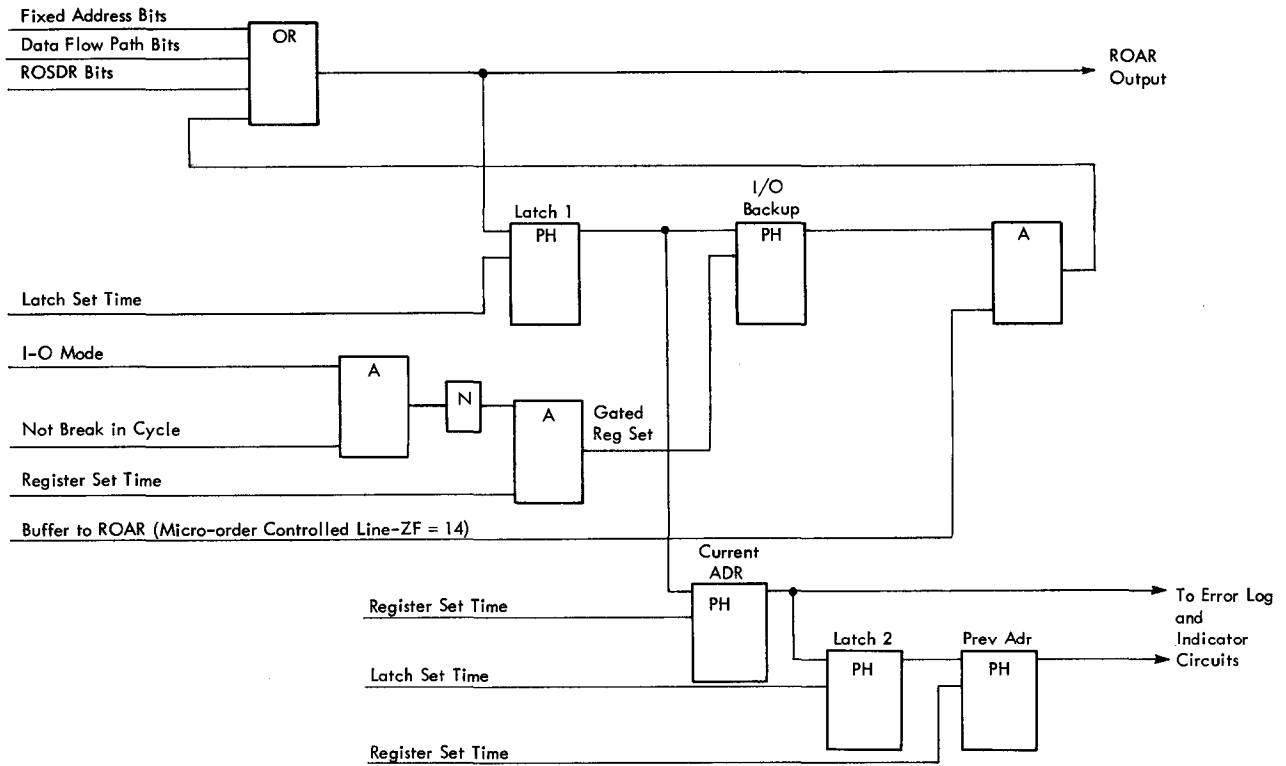 Fixed Address Bits
OR
Data Flow Path Bits
ROSDR Bits
ROAR
Output
I/O
Backup
Latch 1
PH
PH
A
Latch Set Time
I-O Mode
A
N
A
Gated
Reg Set
Not Break in Cycle
Register Set Time
Buffer to ROAR (Micro-order Controlled Line-ZF = 14)
Current
ADR
PH
Register Set Time
To Error Log
and
Indicator
Circuits
Latch 2
Prev Adr
PH
PH
Latch Set Time
Register Set Time